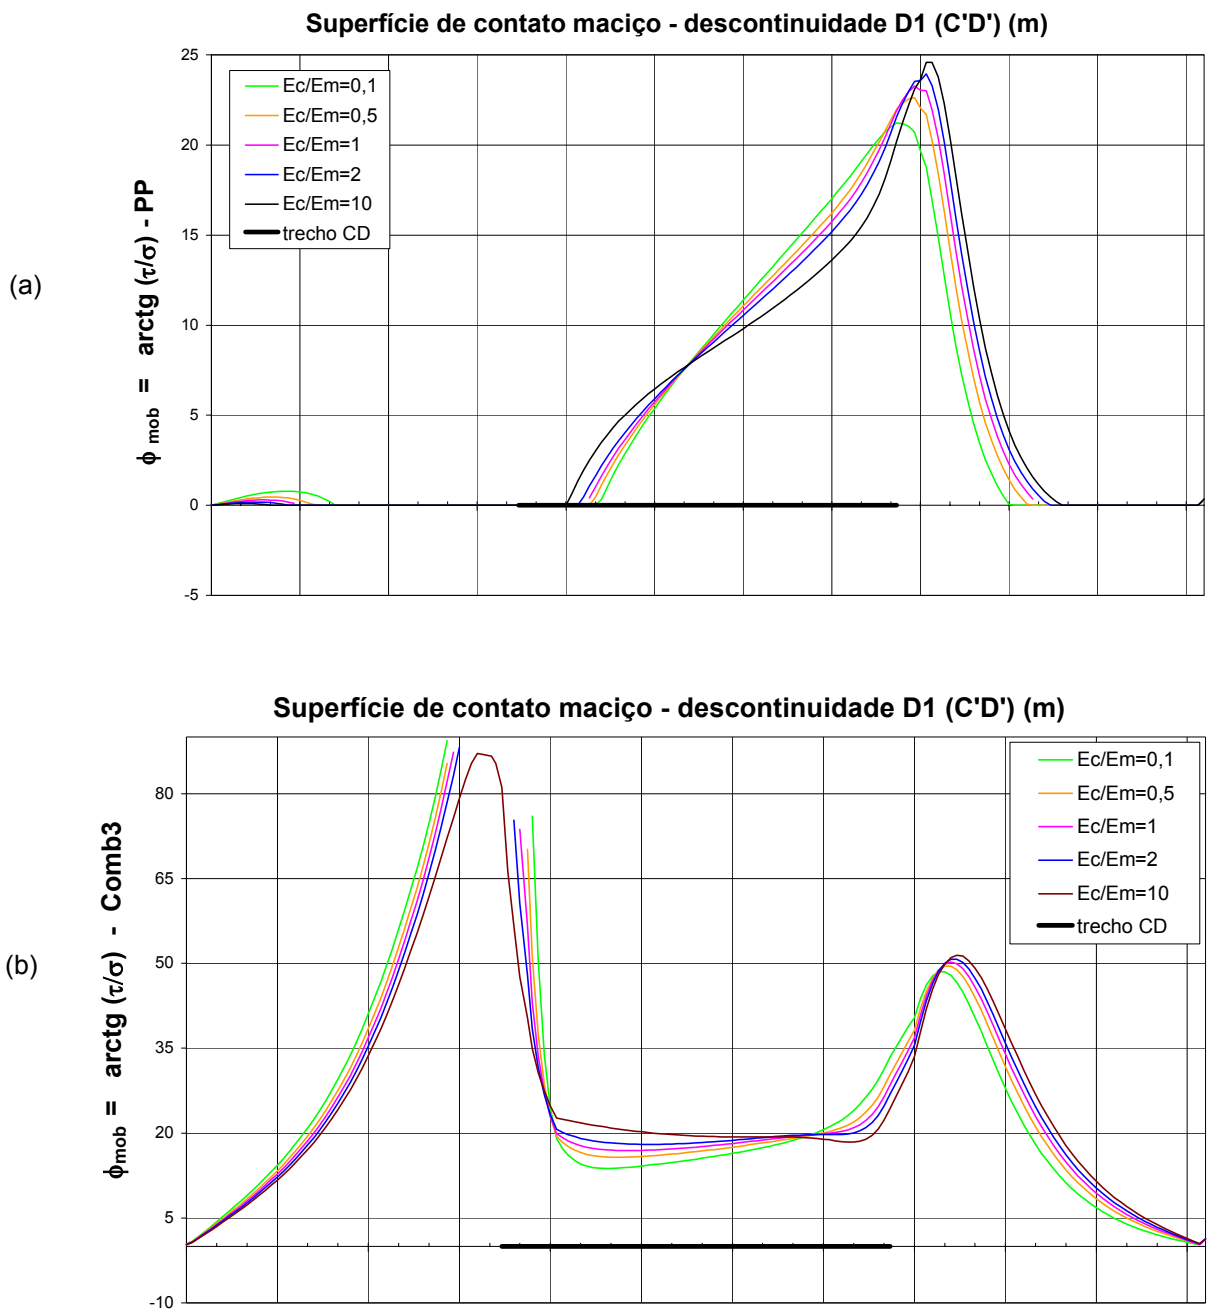 Superfície de contato maciço - descontinuidade D1 (C'D') (m)
(a)
ϕ mob = arctg (τ/σ) - PP
25
20
15
10
5
0
-5
Ec/Em=0,1
Ec/Em=0,5
Ec/Em=1
Ec/Em=2
Ec/Em=10
trecho CD
Superfície de contato maciço - descontinuidade D1 (C'D') (m)
(b)
ϕmob = arctg (τ/σ) - Comb3
80
65
50
35
20
5
-10
Ec/Em=0,1
Ec/Em=0,5
Ec/Em=1
Ec/Em=2
Ec/Em=10
trecho CD